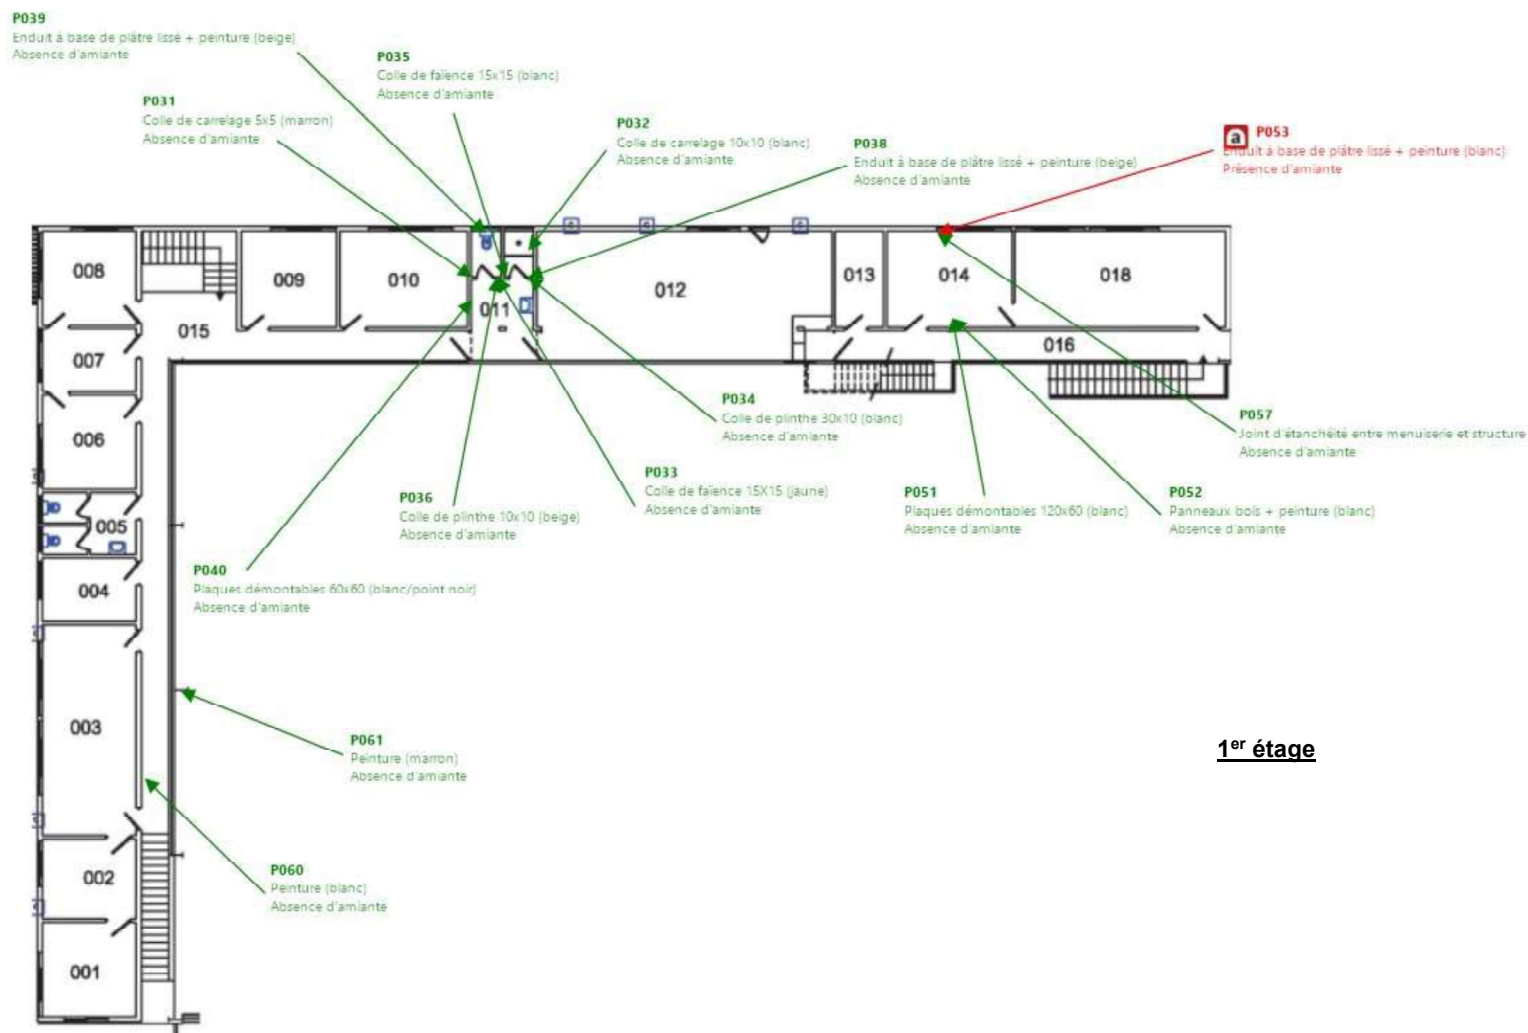 P039
Enduit à base de plâtre lissé + peinture (beige)
Absence d'amiante
P035
Colle de faïence 15x15 (blanc)
Absence d'amiante
P031
Colle de carrelage 5x5 (marron)
Absence d'amiante
P032
Colle de carrelage 10x10 (blanc)
Absence d'amiante
P038
Enduit à base de plâtre lissé + peinture (beige)
Absence d'amiante
a P053
Enduit à base de plâtre lissé + peinture (blanc)
Présence d'amiante
008
009
010
011
012
013
014
018
015
016
007
006
005
004
003
002
001
P034
Colle de plinthe 30x10 (blanc)
Absence d'amiante
P057
Joint d'étanchéité entre menuiserie et structure
Absence d'amiante
P033
Colle de faïence 15X15 (jaune)
Absence d'amiante
P036
Colle de plinthe 10x10 (beige)
Absence d'amiante
P051
Plaques démontables 120x60 (blanc)
Absence d'amiante
P052
Panneaux bois + peinture (blanc)
Absence d'amiante
P040
Plaques démontables 60x60 (blanc/point noir)
Absence d'amiante
P061
Peinture (marron)
Absence d'amiante
1er étage
P060
Peinture (blanc)
Absence d'amiante